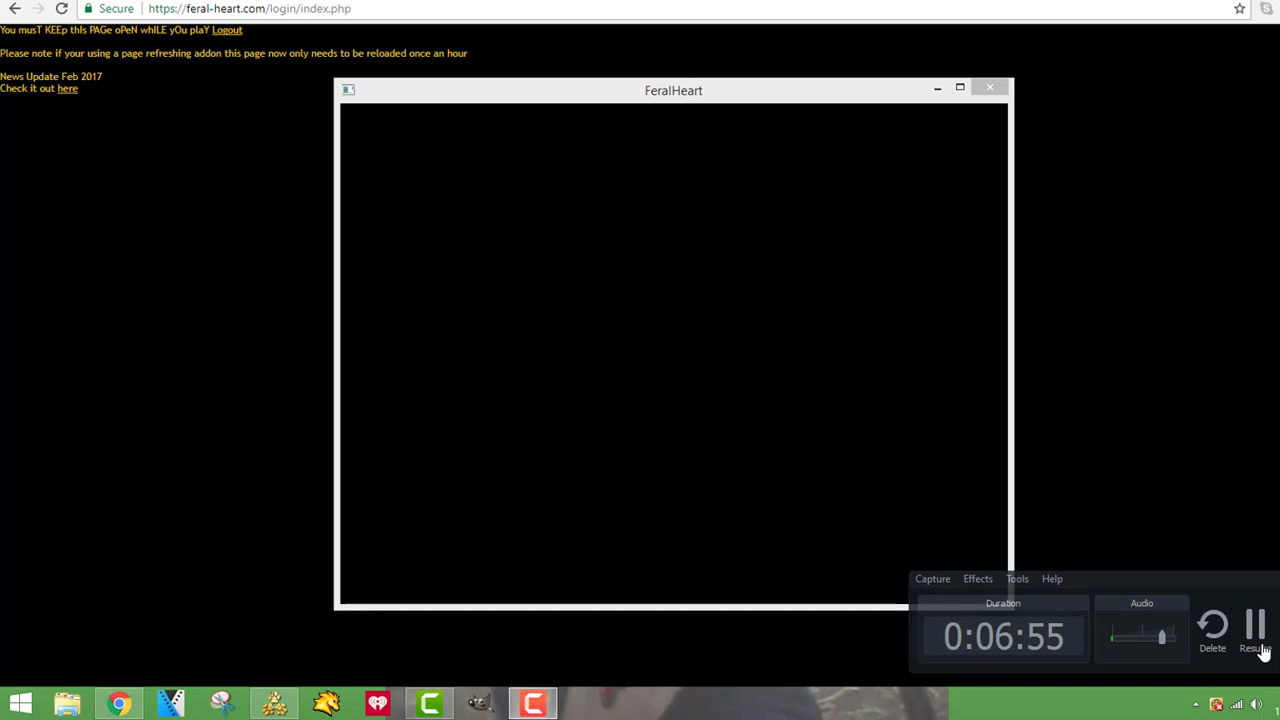 Secure
https://feral-heart.com/login/index.php
You musT KEEp thIs PAGe oPeN whILE yOu plaY Logout
Please note if your using a page refreshing addon this page now only needs to be reloaded once an hour
News Update Feb 2017
Check it out here
FeralHeart
Capture Effects Tools Help
Duration
Audio
0:06:55
Delete